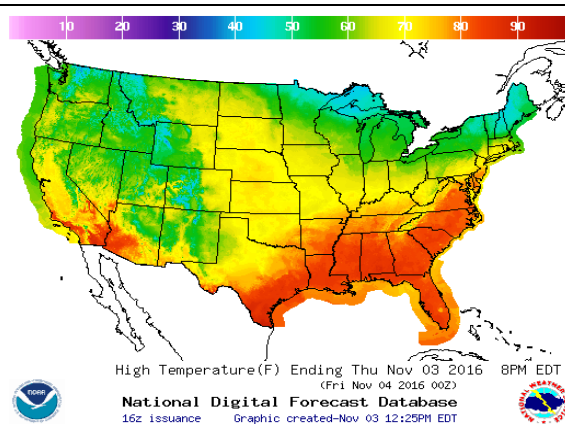 10 20 30 40 50 60 70 80 90
High Temperature(F) Ending Thu Nov 03 2016 8PM EDT
(Fri Nov 04 2016 00Z)
National Digital Forecast Database
16z issuance Graphic created-Nov 03 12:25PM EDT
noaa